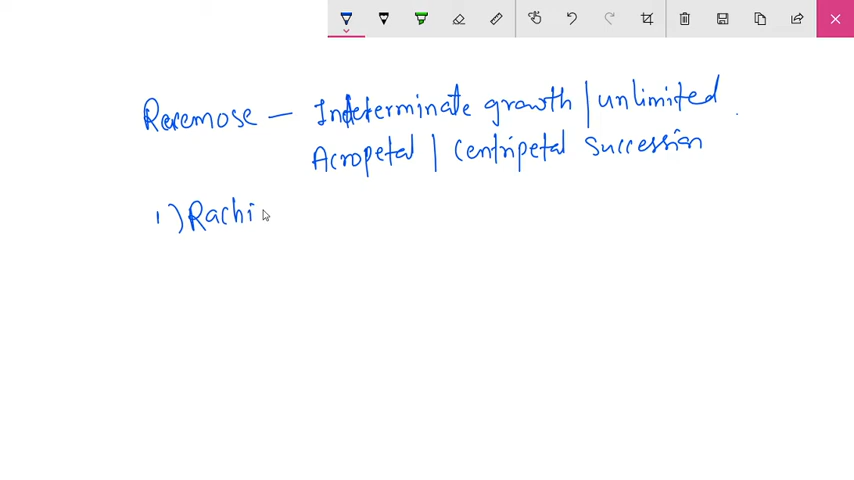 Racemose — Indeterminate growth | unlimited .
Acropetal | centripetal succession
1) Rachi